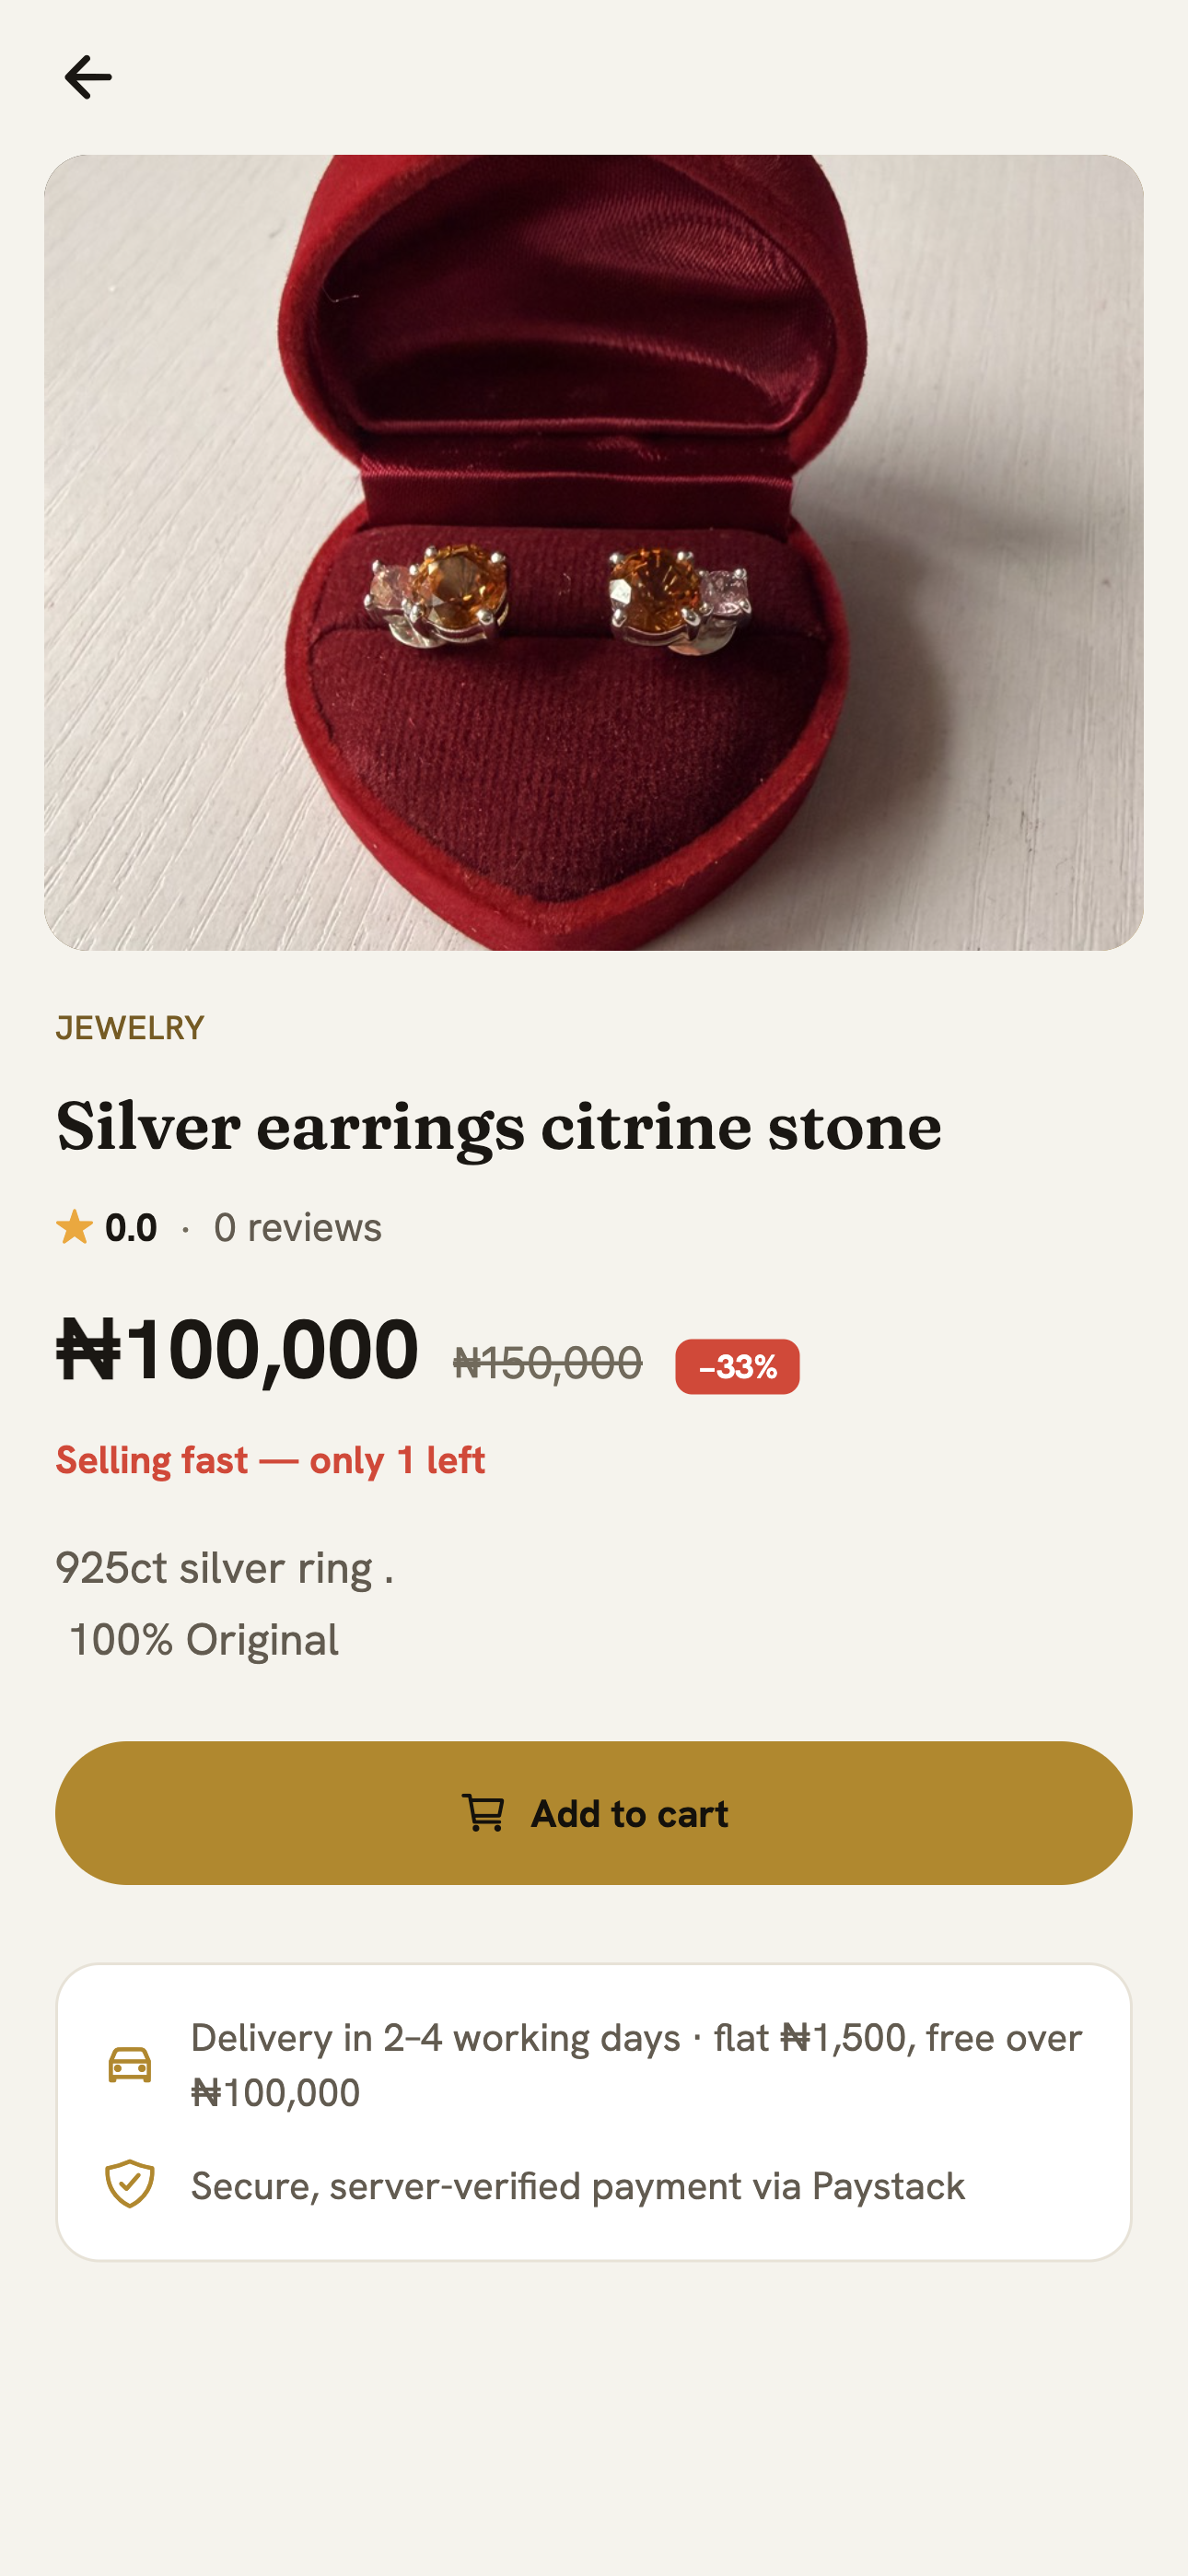 JEWELRY
Silver earrings citrine stone
0.0 · 0 reviews
₦100,000 ₦150,000 −33%
Selling fast — only 1 left
925ct silver ring .
100% Original
Add to cart
Delivery in 2–4 working days · flat ₦1,500, free over
₦100,000
Secure, server-verified payment via Paystack